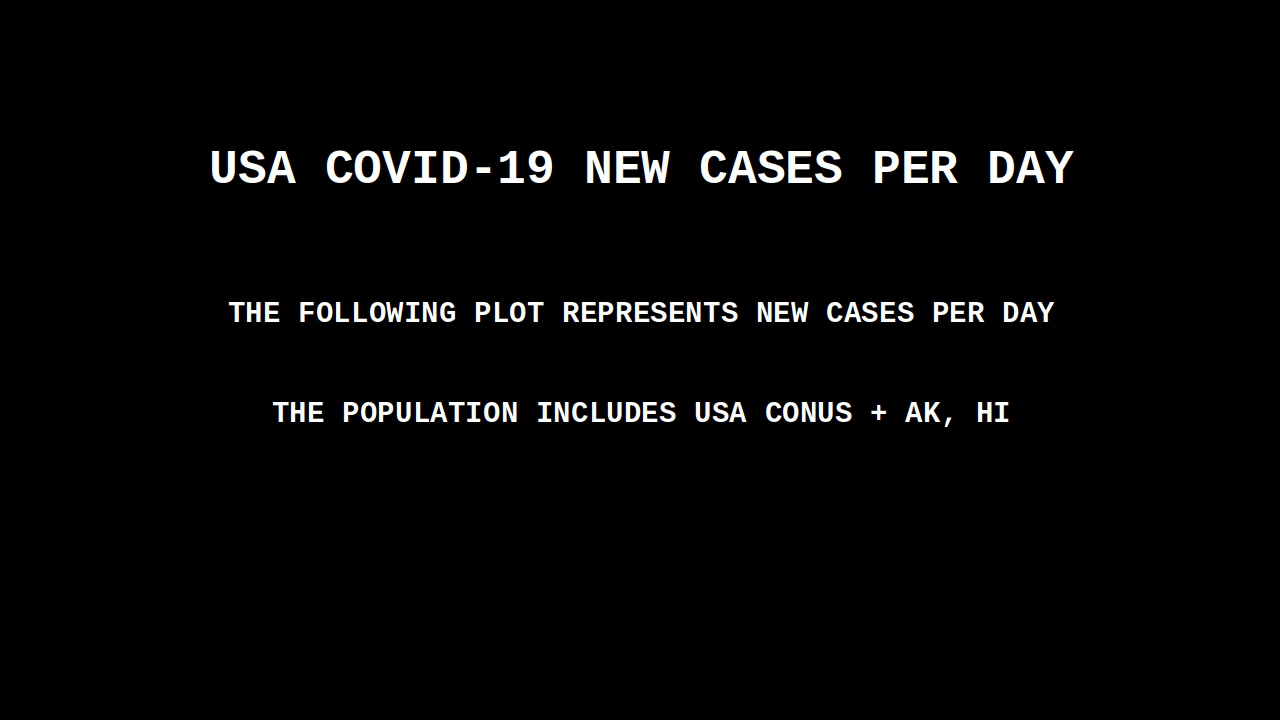 USA COVID-19 NEW CASES PER DAY
THE FOLLOWING PLOT REPRESENTS NEW CASES PER DAY
THE POPULATION INCLUDES USA CONUS + AK, HI